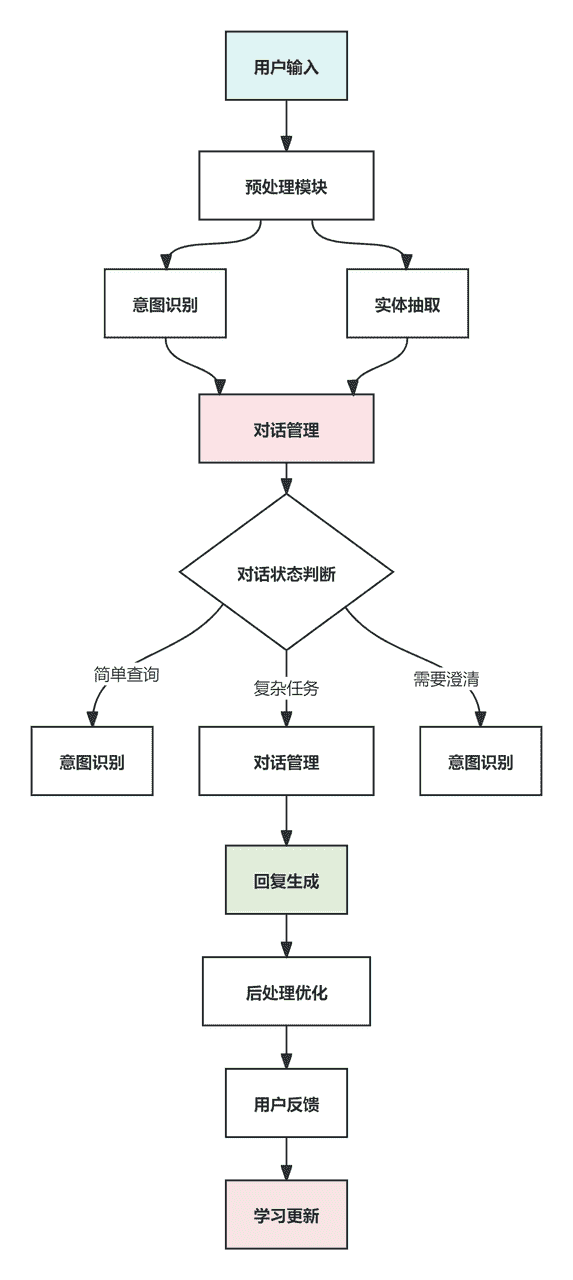 用户输入
预处理模块
意图识别
实体抽取
对话管理
对话状态判断
简单查询
复杂任务
需要澄清
意图识别
对话管理
意图识别
回复生成
后处理优化
用户反馈
学习更新